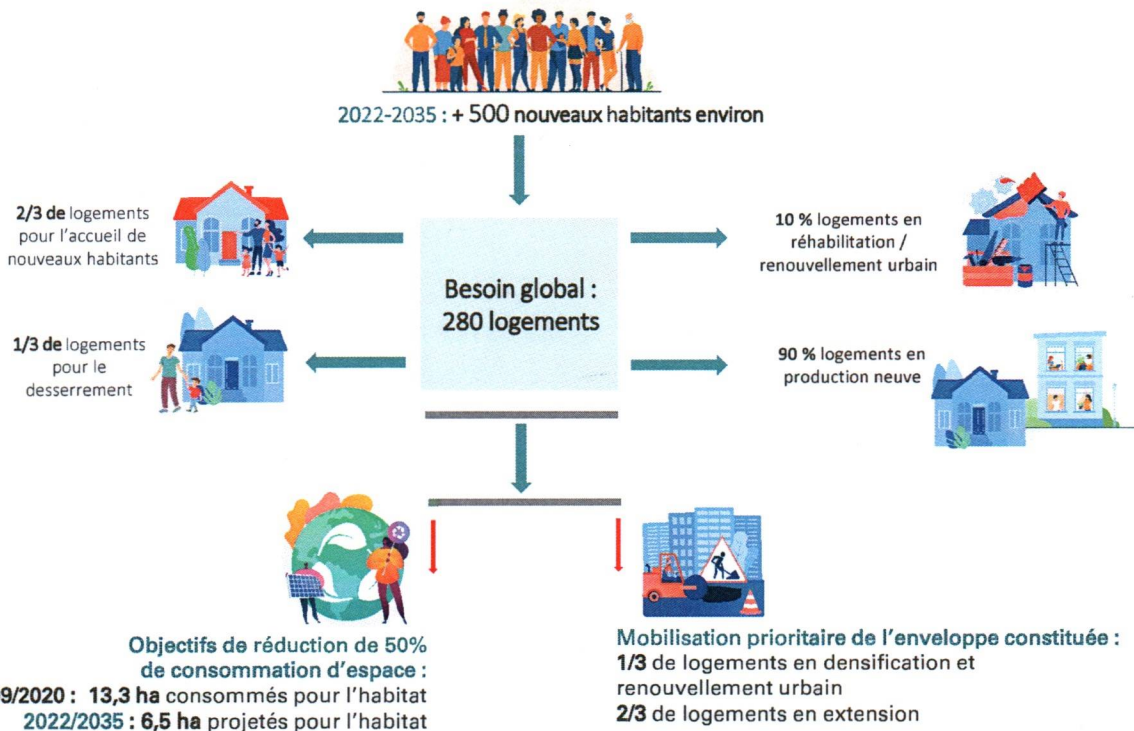 2022-2035 : + 500 nouveaux habitants environ
2/3 de logements
pour l'accueil de
nouveaux habitants
1/3 de logements
pour le
desserrement
Besoin global :
280 logements
10 % logements en
réhabilitation /
renouvellement urbain
90 % logements en
production neuve
Objectifs de réduction de 50%
de consommation d'espace :
09/2020 : 13,3 ha consommés pour l'habitat
2022/2035 : 6,5 ha projetés pour l'habitat
Mobilisation prioritaire de l'enveloppe constituée :
1/3 de logements en densification et
renouvellement urbain
2/3 de logements en extension